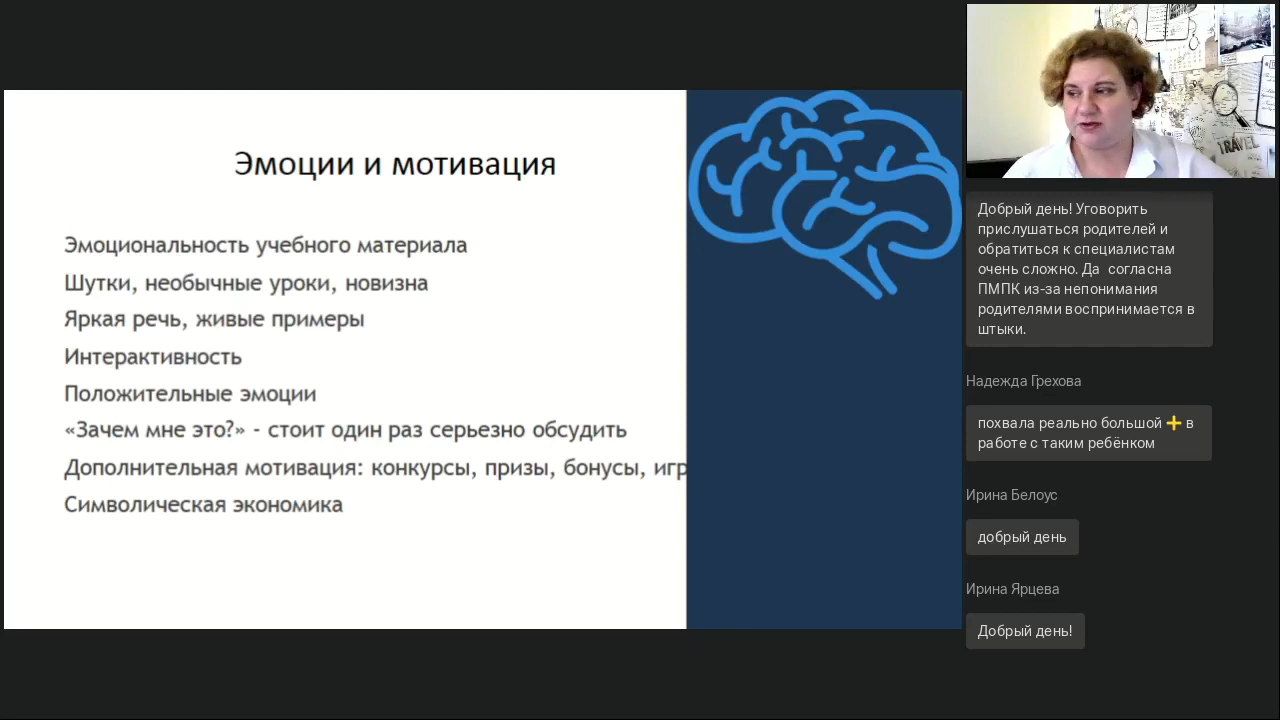 Эмоции и мотивация
Эмоциональность учебного материала
Шутки, необычные уроки, новизна
Яркая речь, живые примеры
Интерактивность
Положительные эмоции
«Зачем мне это?» - стоит один раз серьезно обсудить
Дополнительная мотивация: конкурсы, призы, бонусы, игр
Символическая экономика
TRAVEL
Добрый день! Уговорить
прислушаться родителей и
обратиться к специалистам
очень сложно. Да согласна
ПМПК из-за непонимания
родителями воспринимается в
штыки.
Надежда Грехова
похвала реально большой ➕ в
работе с таким ребёнком
Ирина Белоус
добрый день
Ирина Ярцева
Добрый день!